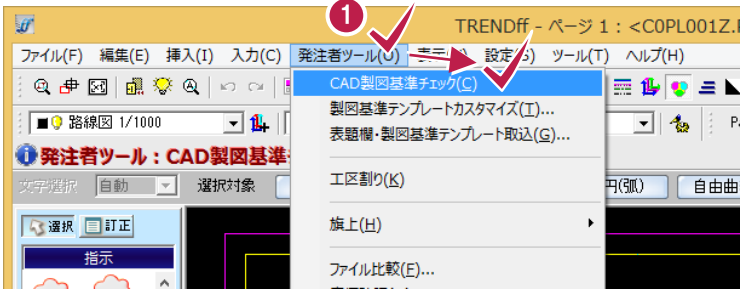 1
TRENDff - ページ 1 : <C0PL001Z.P
ファイル(F) 編集(E) 挿入(I) 入力(C) 発注者ツール(U) 表示(V) 設定(S) ツール(T) ヘルプ(H)
CAD製図基準チェック(C)
製図基準テンプレートカスタマイズ(T)...
■○ 路線図 1/1000
表題欄・製図基準テンプレート取込(G)...
発注者ツール：CAD製図基準
文字選択 自動 選択対象
工区割り(K)
円(弧) 自由曲
選択 訂正
旗上(H)
指示
ファイル比較(F)...